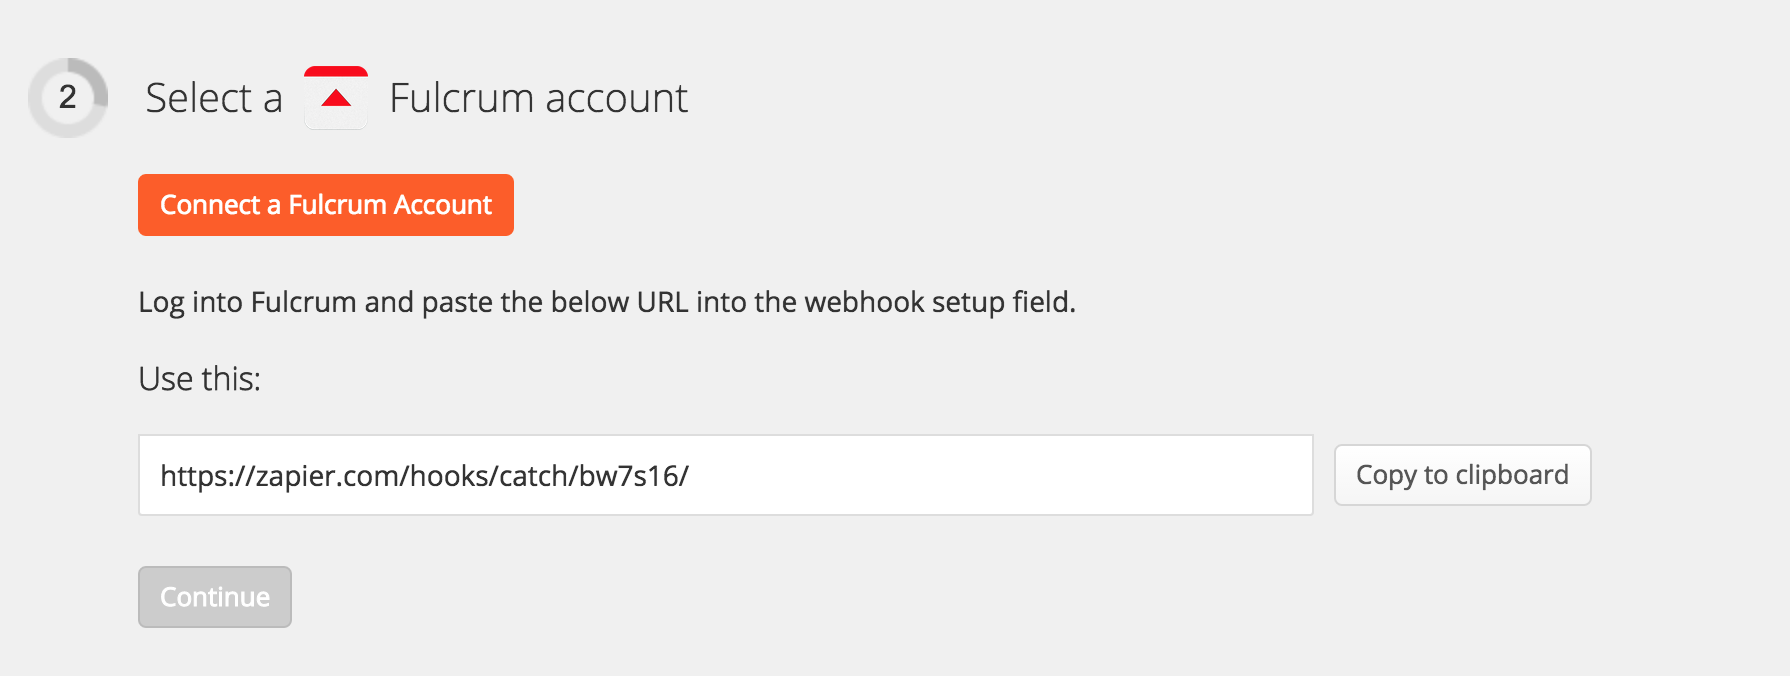 2
Select a Fulcrum account
Connect a Fulcrum Account
Log into Fulcrum and paste the below URL into the webhook setup field.
Use this:
https://zapier.com/hooks/catch/bw7s16/
Copy to clipboard
Continue